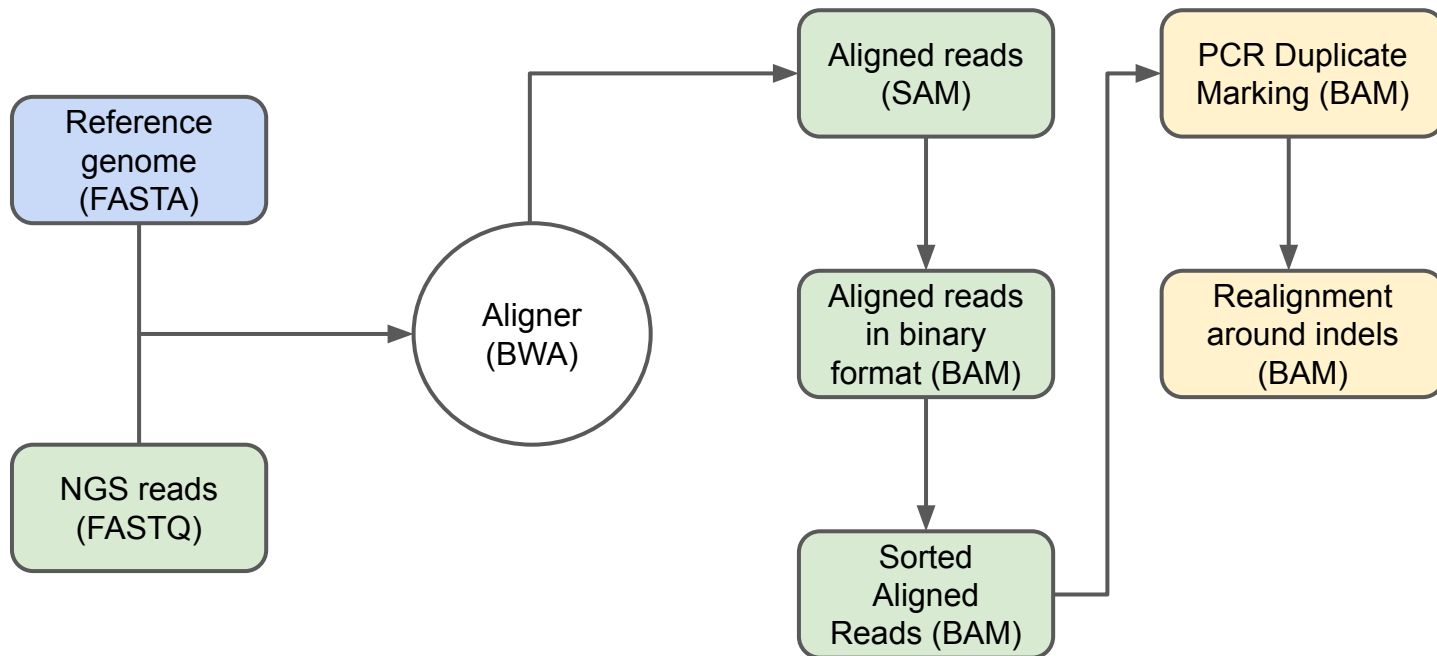 Reference
genome
(FASTA)
NGS reads
(FASTQ)
Aligner
(BWA)
Aligned reads
(SAM)
Aligned reads
in binary
format (BAM)
Sorted
Aligned
Reads (BAM)
PCR Duplicate
Marking (BAM)
Realignment
around indels
(BAM)